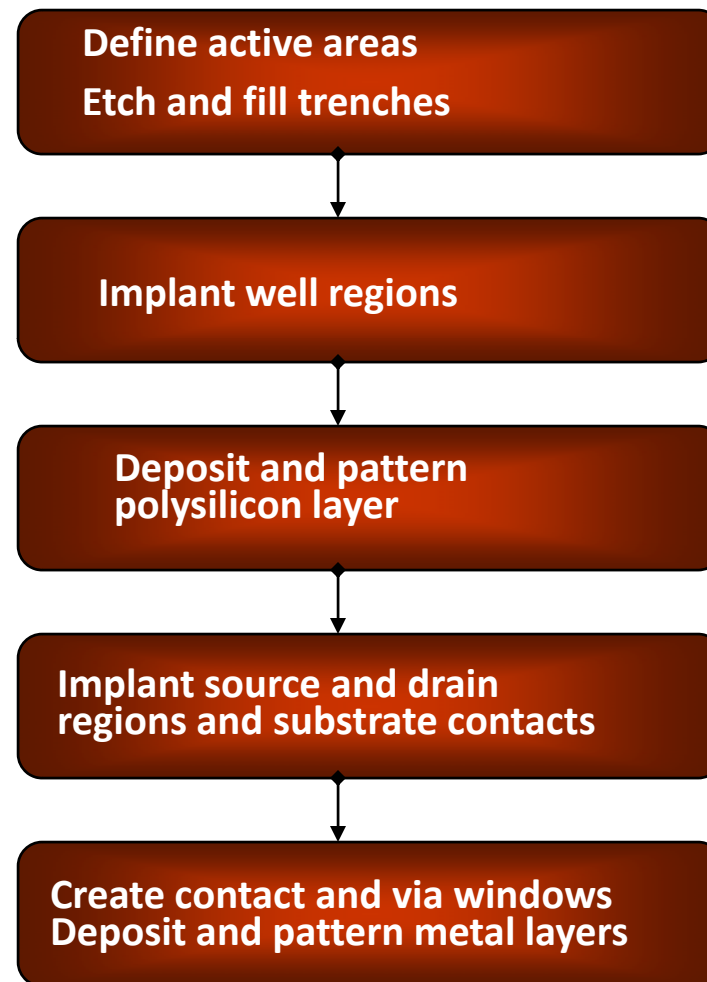 Define active areas
Etch and fill trenches
Implant well regions
Deposit and pattern
polysilicon layer
Implant source and drain
regions and substrate contacts
Create contact and via windows
Deposit and pattern metal layers